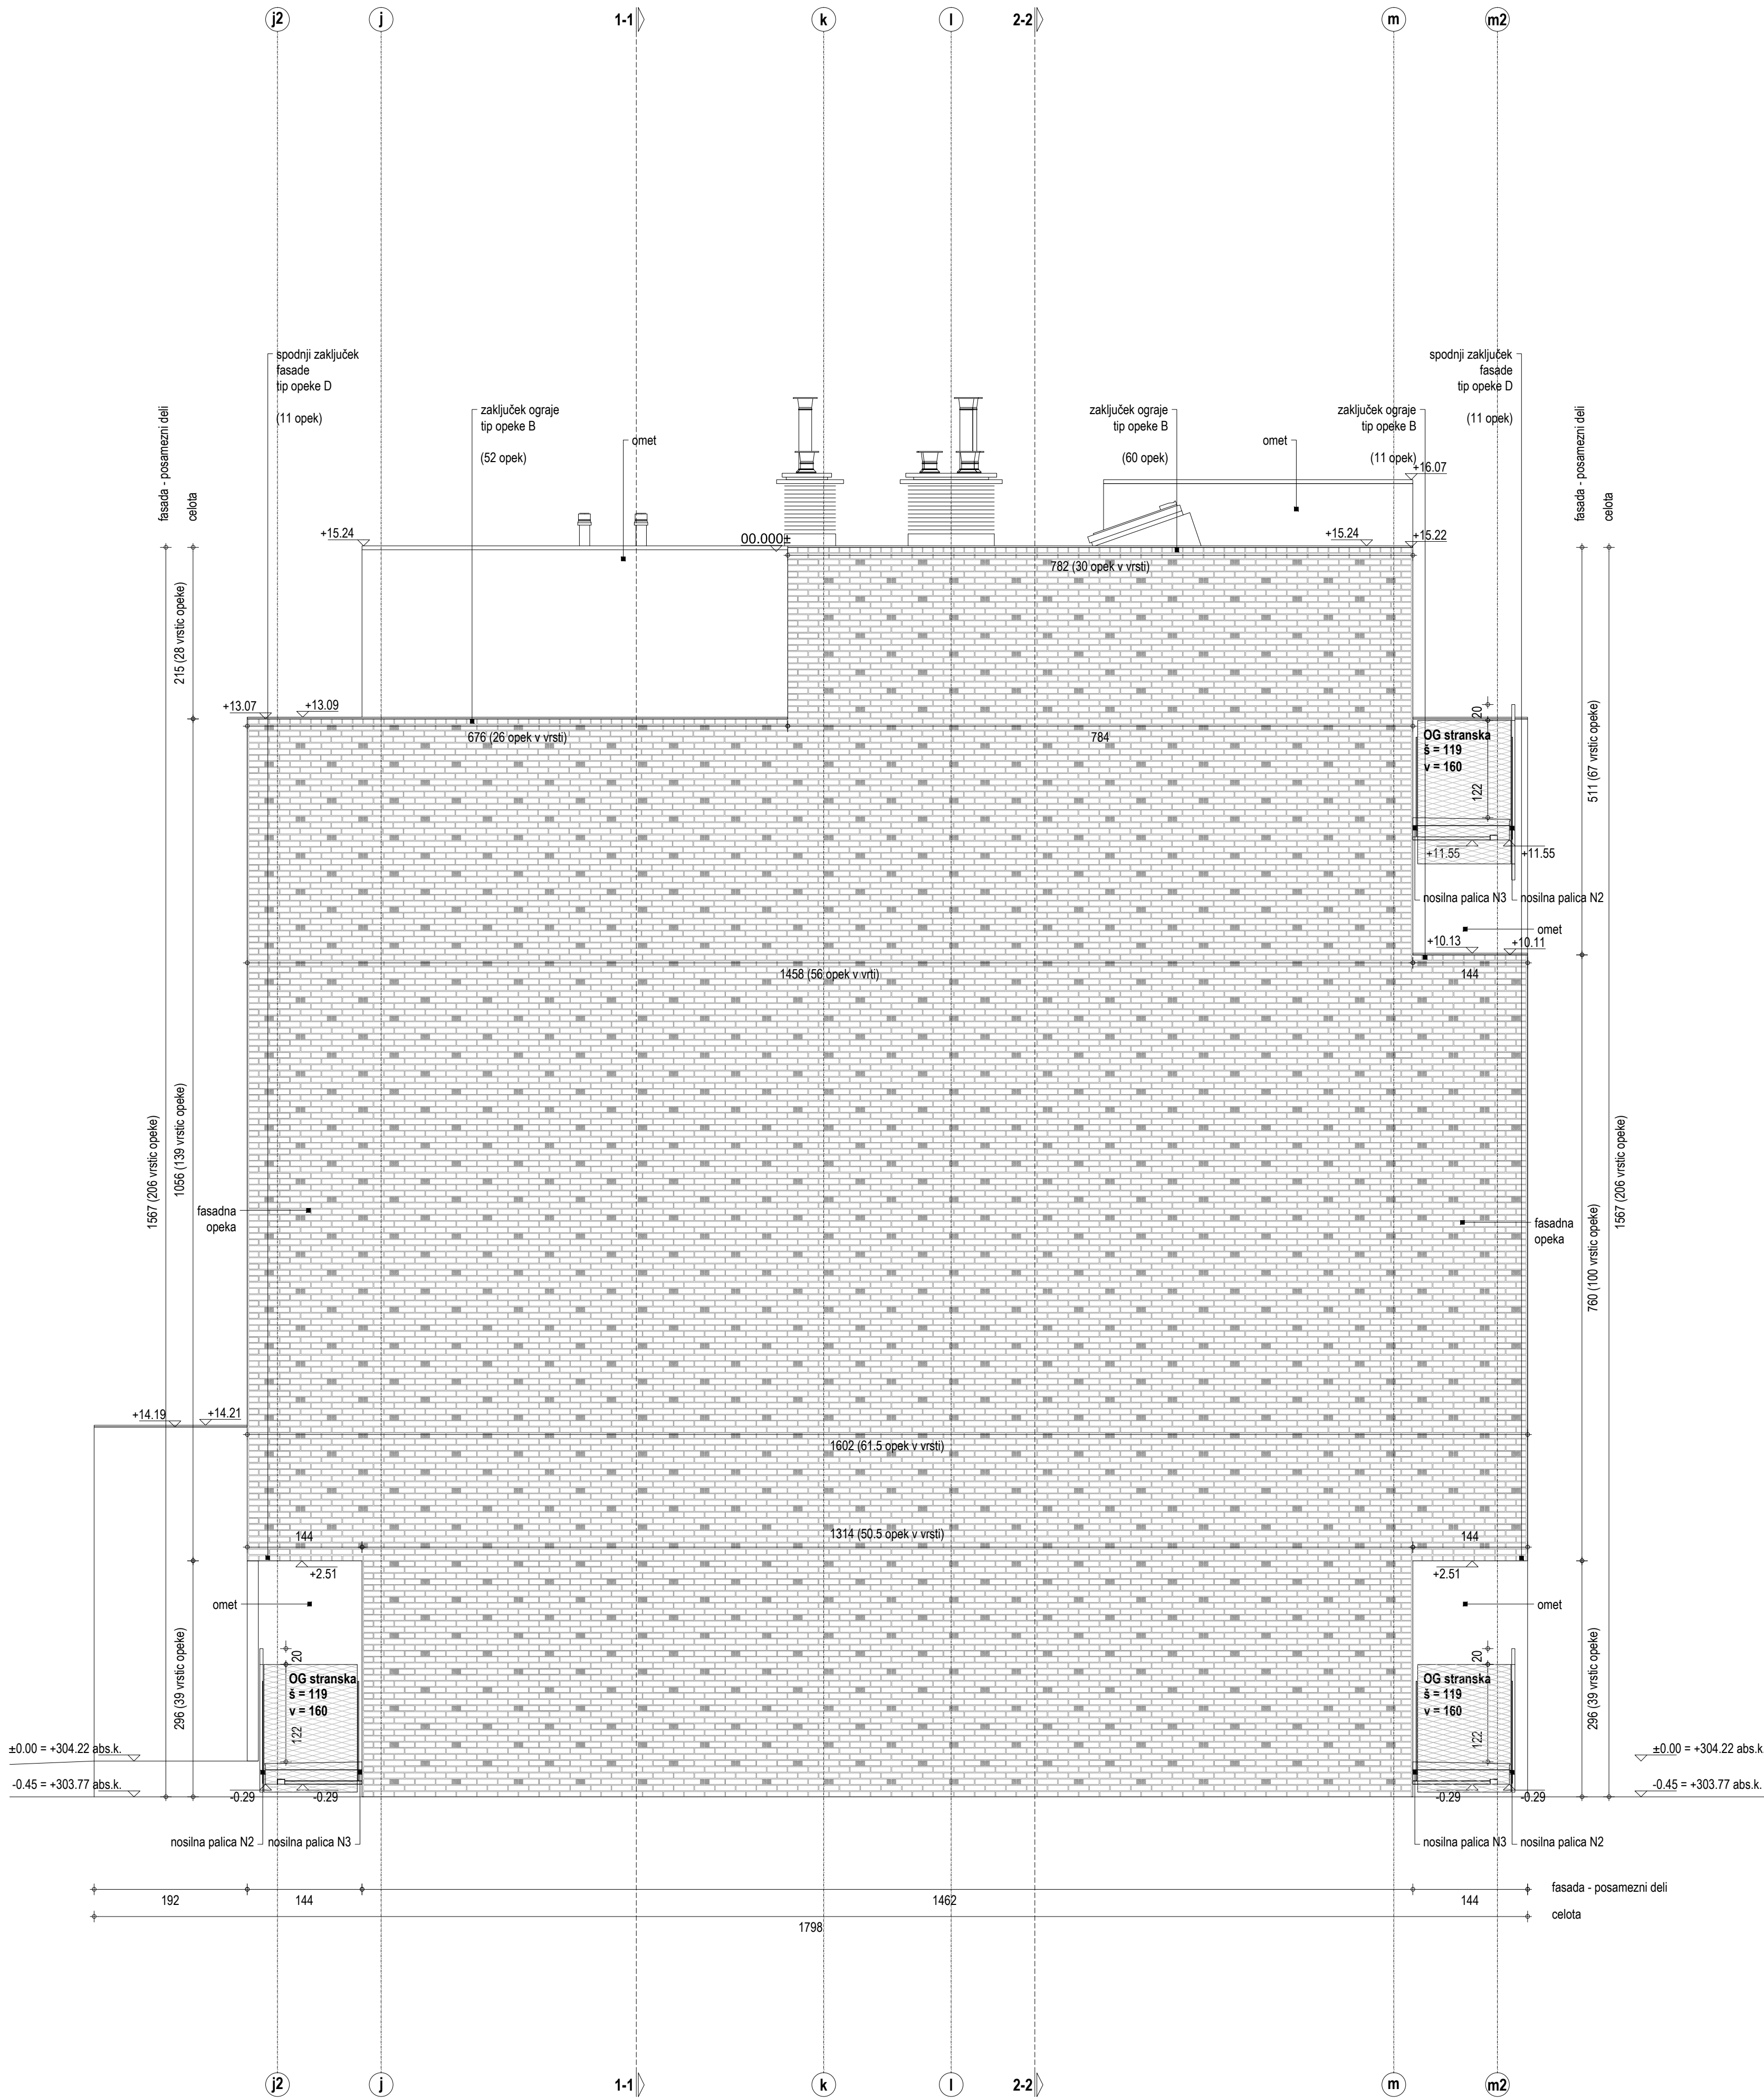 j2
j
1-1
k
l
2-2
m
m2
spodnji zaključek
fasade
tip opeke D
(11 opek)
zaključek ograje
tip opeke B
(52 opek)
omet
zaključek ograje
tip opeke B
(60 opek)
omet
zaključek ograje
tip opeke B
(11 opek)
spodnji zaključek
fasade
tip opeke D
(11 opek)
fasada - posamezni deli
celota
fasada - posamezni deli
celota
+16.07
+15.24
00.000±
+15.24
+15.22
782 (30 opek v vrsti)
215 (28 vrstic opeke)
+13.07
+13.09
676 (26 opek v vrsti)
784
20
OG stranska
š = 119
v = 160
122
511 (67 vrstic opeke)
+11.55
+11.55
nosilna palica N3
nosilna palica N2
omet
+10.13
+10.11
1458 (56 opek v vrti)
144
1567 (206 vrstic opeke)
1056 (139 vrstic opeke)
fasadna
opeka
fasadna
opeka
760 (100 vrstic opeke)
1567 (206 vrstic opeke)
+14.19
+14.21
1602 (61.5 opek v vrsti)
144
1314 (50.5 opek v vrsti)
144
+2.51
+2.51
omet
omet
296 (39 vrstic opeke)
20
OG stranska
š = 119
v = 160
122
20
OG stranska
š = 119
v = 160
122
296 (39 vrstic opeke)
±0.00 = +304.22 abs.k.
±0.00 = +304.22 abs.k
-0.45 = +303.77 abs.k.
-0.45 = +303.77 abs.k.
-0.29
-0.29
-0.29
-0.29
nosilna palica N2
nosilna palica N3
nosilna palica N3
nosilna palica N2
192
144
1462
144
fasada - posamezni deli
1798
celota
j2
j
1-1
k
l
2-2
m
m2